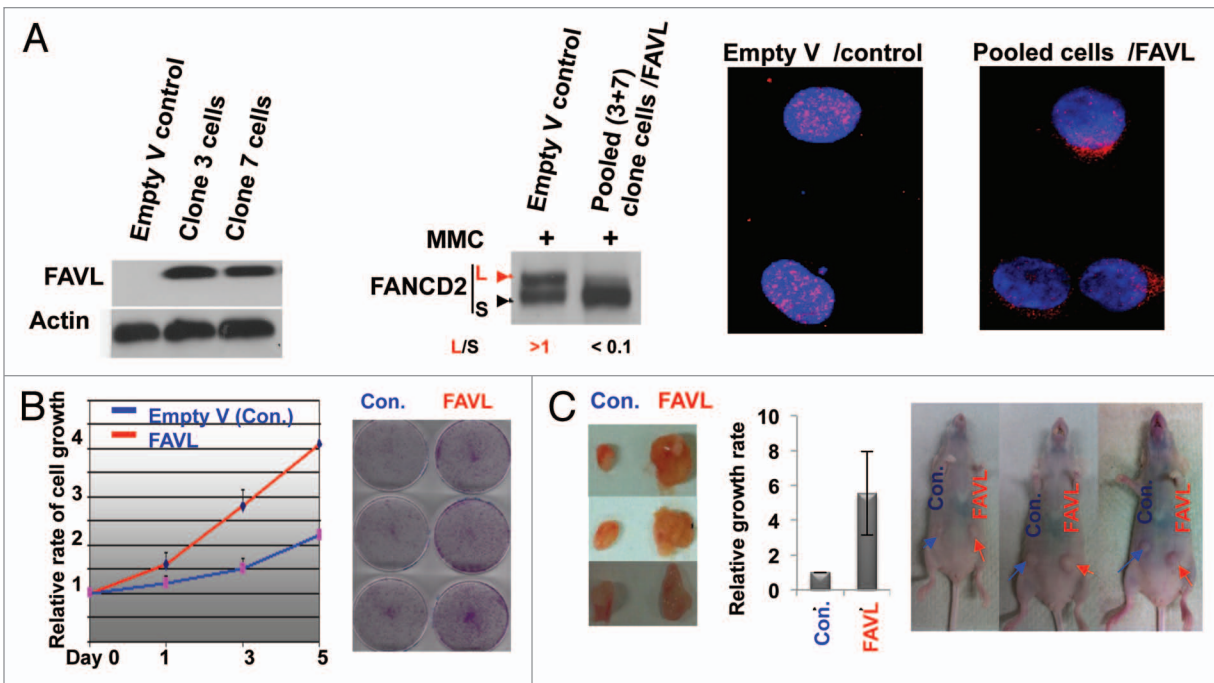 A
Empty V control
Clone 3 cells
Clone 7 cells
FAVL
Actin
Empty V control
Pooled (3+7)
clone cells /FAVL
MMC + +
FANCD2 L
S
L/S >1 < 0.1
Empty V /control
Pooled cells /FAVL
B
Empty V (Con.)
FAVL
Relative rate of cell growth
4
3
2
1
Day 0 1 3 5
Con. FAVL
C
Con. FAVL
Relative growth rate
10
8
6
4
2
0
Con.
FAVL
Con.
FAVL
Con.
FAVL
Con.
FAVL